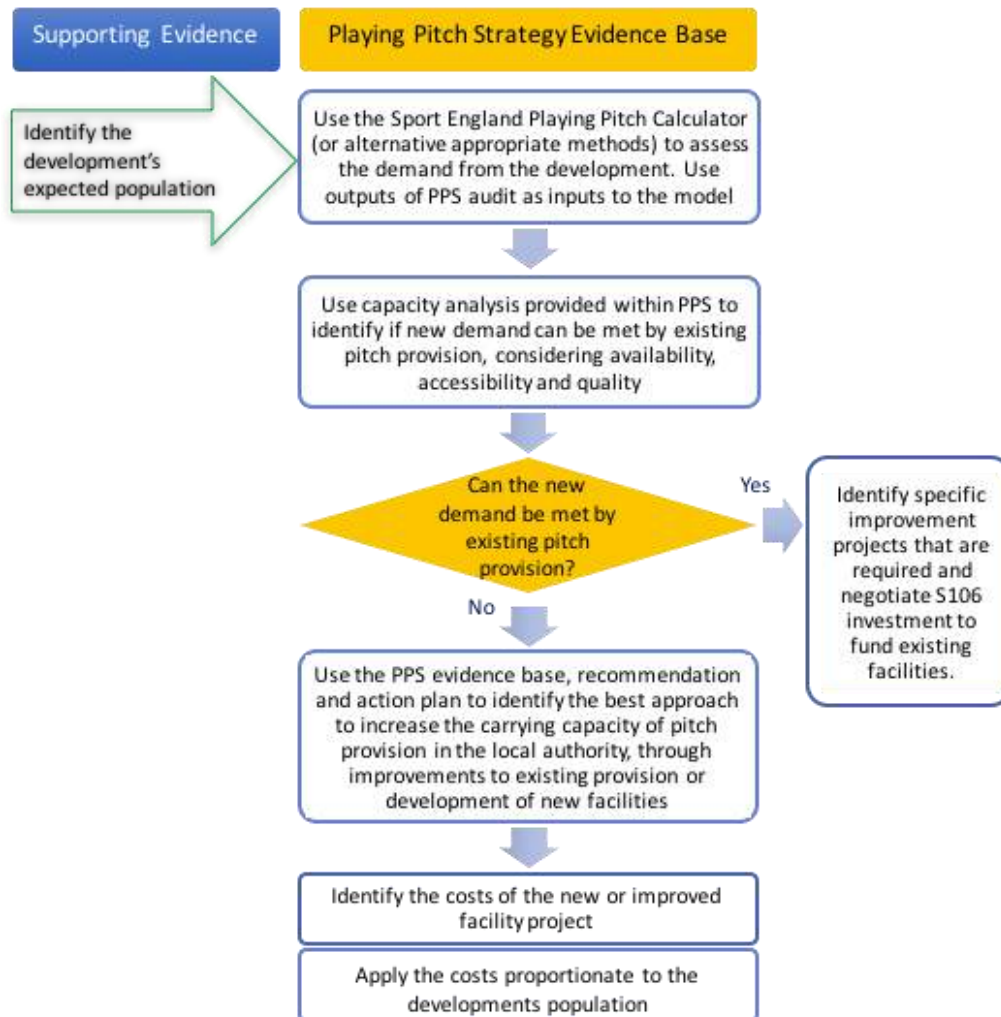 Supporting Evidence
Playing Pitch Strategy Evidence Base
Identify the
development's
expected population
Use the Sport England Playing Pitch Calculator
(or alternative appropriate methods) to assess
the demand from the development. Use
outputs of PPS audit as inputs to the model
Use capacity analysis provided within PPS to
identify if new demand can be met by existing
pitch provision, considering availability,
accessibility and quality
Can the new
demand be met by
existing pitch
provision?
Yes
Identify specific
improvement
projects that are
required and
negotiate S106
investment to
fund existing
facilities.
No
Use the PPS evidence base, recommendation
and action plan to identify the best approach
to increase the carrying capacity of pitch
provision in the local authority, through
improvements to existing provision or
development of new facilities
Identify the costs of the new or improved
facility project
Apply the costs proportionate to the
developments population